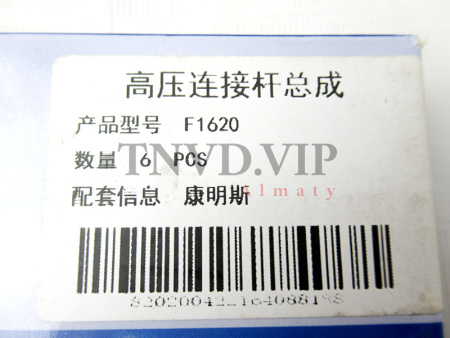 高压连接杆总成
产品型号 F1620
数量 6 PCS
TNVD.VIP
配套信息 康明斯
Almaty